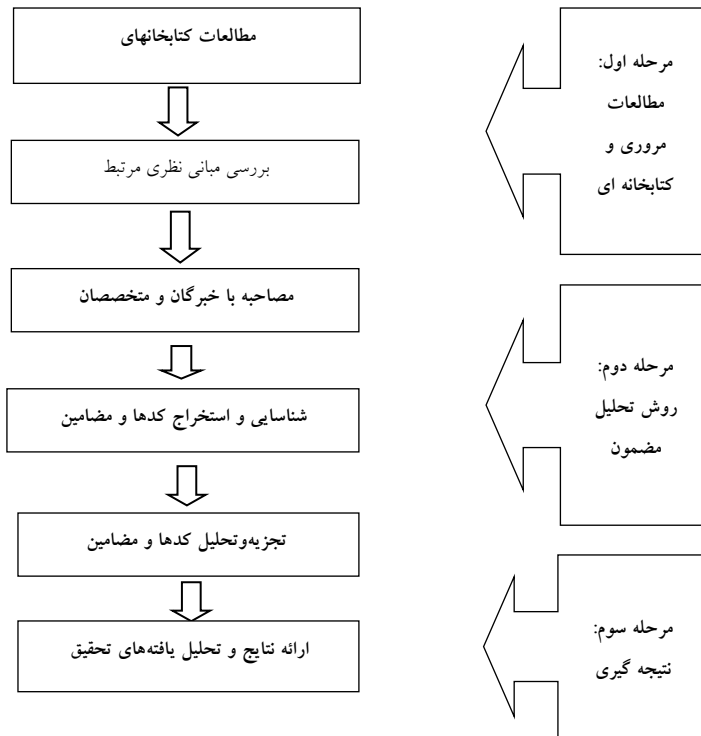 مطالعات کتابخانهای
بررسی مبانی نظری مرتبط
مصاحبه با خبرگان و متخصصان
شناسایی و استخراج کدها و مضامین
تجزیه‌وتحلیل کدها و مضامین
ارائه نتایج و تحلیل یافته‌های تحقیق
مرحله اول:
مطالعات
مروری و
کتابخانه ای
مرحله دوم:
روش تحلیل
مضمون
مرحله سوم:
نتیجه گیری